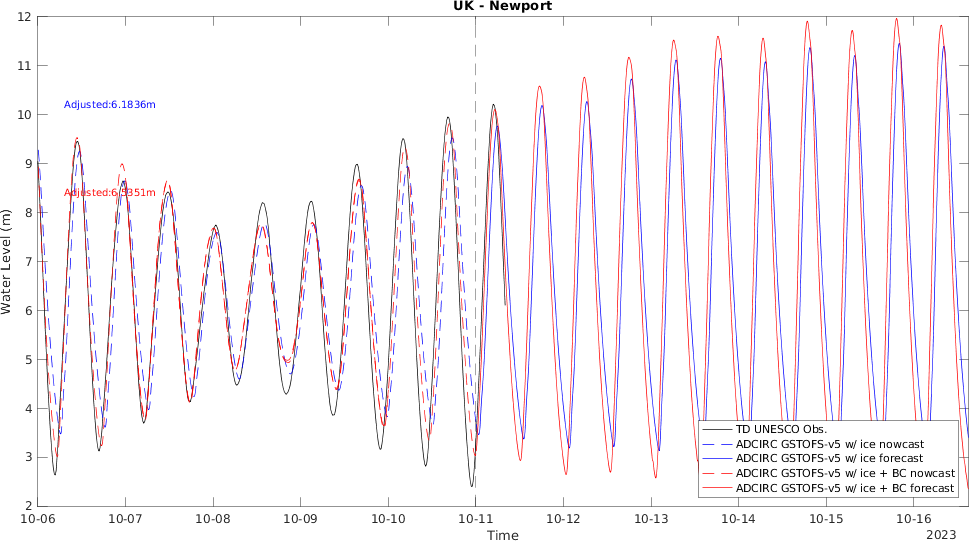 UK - Newport
12
11
10
9
8
7
6
5
4
3
2
Water Level (m)
Adjusted:6.1836m
Adjusted:6.5351m
TD UNESCO Obs.
ADCIRC GSTOFS-v5 w/ ice nowcast
ADCIRC GSTOFS-v5 w/ ice forecast
ADCIRC GSTOFS-v5 w/ ice + BC nowcast
ADCIRC GSTOFS-v5 w/ ice + BC forecast
10-06 10-07 10-08 10-09 10-10 10-11 10-12 10-13 10-14 10-15 10-16
Time
2023